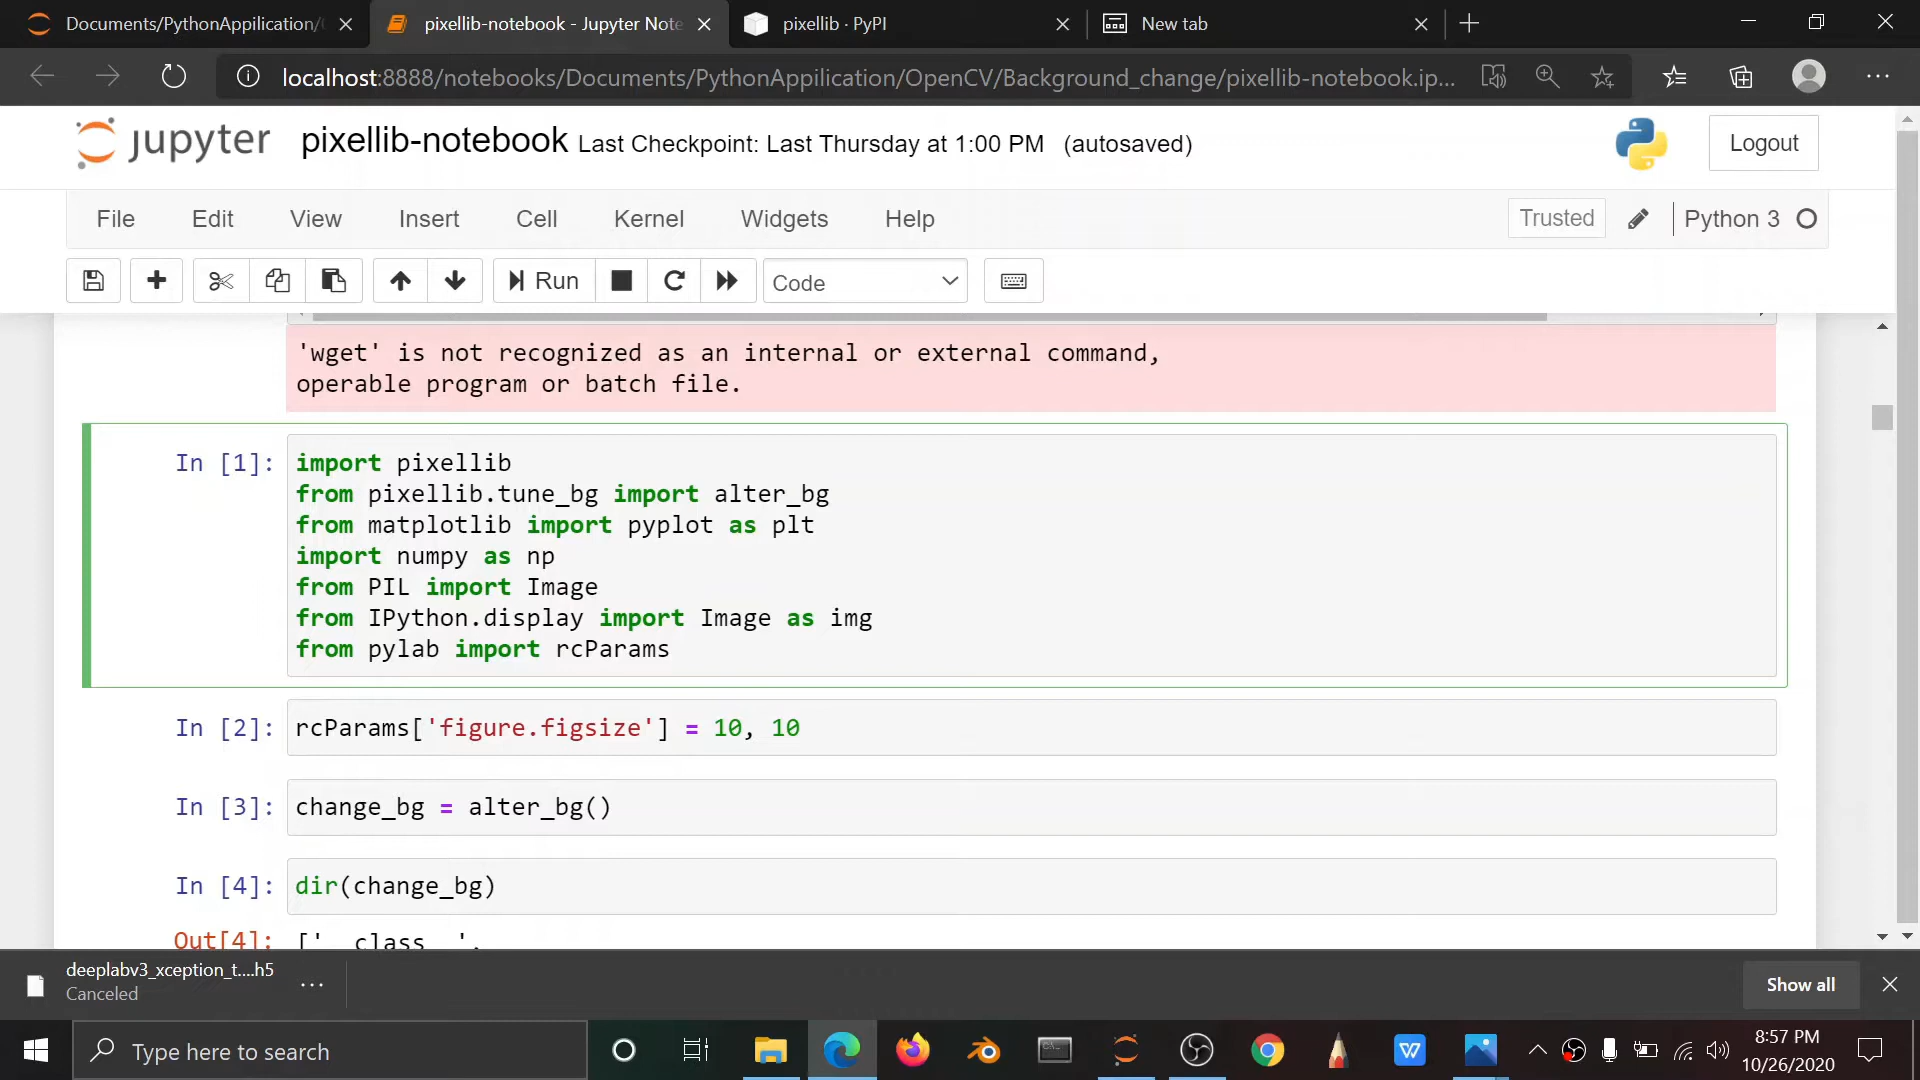 Documents/PythonApplication/
pixellib-notebook - Jupyter Note
pixellib · PyPI
New tab
localhost:8888/notebooks/Documents/PythonAppilication/OpenCV/Background_change/pixellib-notebook.ip...
jupyter
pixellib-notebook Last Checkpoint: Last Thursday at 1:00 PM (autosaved)
Logout
File Edit View Insert Cell Kernel Widgets Help
Trusted
Python 3
Run
Code
'wget' is not recognized as an internal or external command,
operable program or batch file.
In [1]: import pixellib
from pixellib.tune_bg import alter_bg
from matplotlib import pyplot as plt
import numpy as np
from PIL import Image
from IPython.display import Image as img
from pylab import rcParams
In [2]: rcParams['figure.figsize'] = 10, 10
In [3]: change_bg = alter_bg()
In [4]: dir(change_bg)
Out[4]: ['__class__',
deeplabv3_xception_t....h5
Canceled
Show all
Type here to search
8:57 PM
10/26/2020